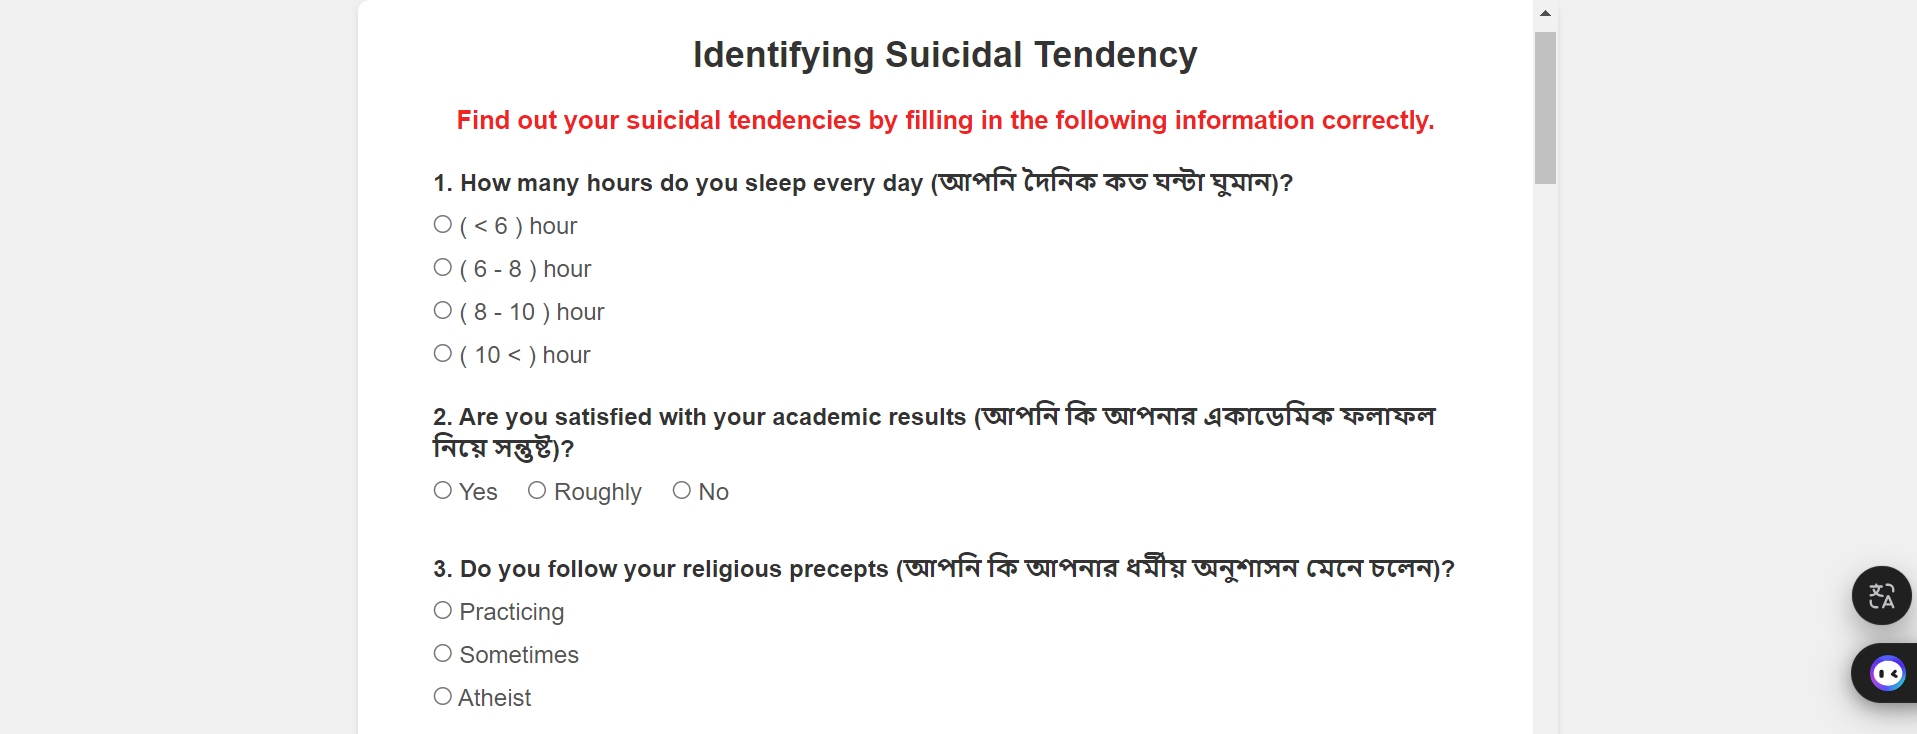 Identifying Suicidal Tendency
Find out your suicidal tendencies by filling in the following information correctly.
1. How many hours do you sleep every day (আপনি দৈনিক কত ঘন্টা ঘুমান)?
( < 6 ) hour
( 6 - 8 ) hour
( 8 - 10 ) hour
( 10 < ) hour
2. Are you satisfied with your academic results (আপনি কি আপনার একাডেমিক ফলাফল
নিয়ে সন্তুষ্ট)?
Yes Roughly No
3. Do you follow your religious precepts (আপনি কি আপনার ধর্মীয় অনুশাসন মেনে চলেন)?
Practicing
Sometimes
Atheist